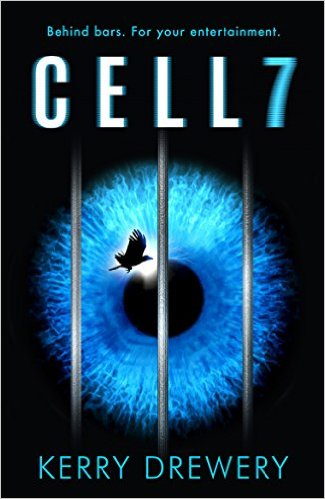 Behind bars. For your entertainment.
CELL 7
KERRY DREWERY